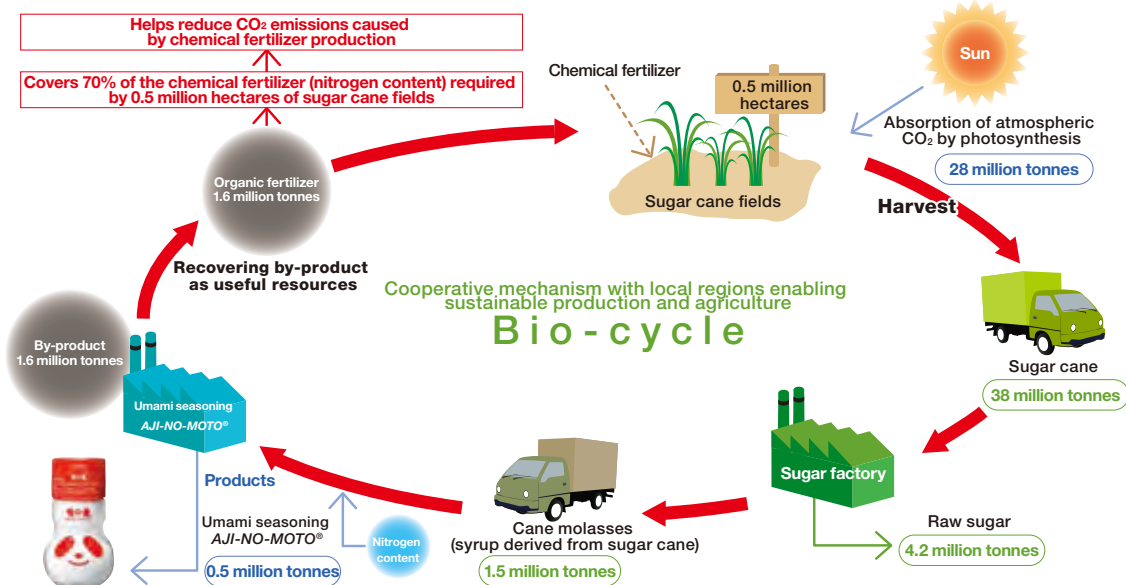 Helps reduce CO₂ emissions caused
by chemical fertilizer production
Covers 70% of the chemical fertilizer (nitrogen content) required
by 0.5 million hectares of sugar cane fields
Organic fertilizer
1.6 million tonnes
Recovering by-product
as useful resources
By-product
1.6 million tonnes
Chemical fertilizer
0.5 million
hectares
Sugar cane fields
Sun
Absorption of atmospheric
CO₂ by photosynthesis
28 million tonnes
Harvest
Sugar cane
38 million tonnes
Cooperative mechanism with local regions enabling
sustainable production and agriculture
Bio-cycle
Sugar factory
Raw sugar
4.2 million tonnes
Cane molasses
(syrup derived from sugar cane)
1.5 million tonnes
Nitrogen
content
Umami seasoning
AJI-NO-MOTO®
Products
Umami seasoning
AJI-NO-MOTO®
0.5 million tonnes